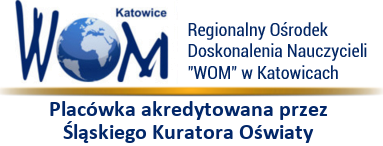 Katowice
WOM
Regionalny Ośrodek
Doskonalenia Nauczycieli
"WOM" w Katowicach
Placówka akredytowana przez
Śląskiego Kuratora Oświaty